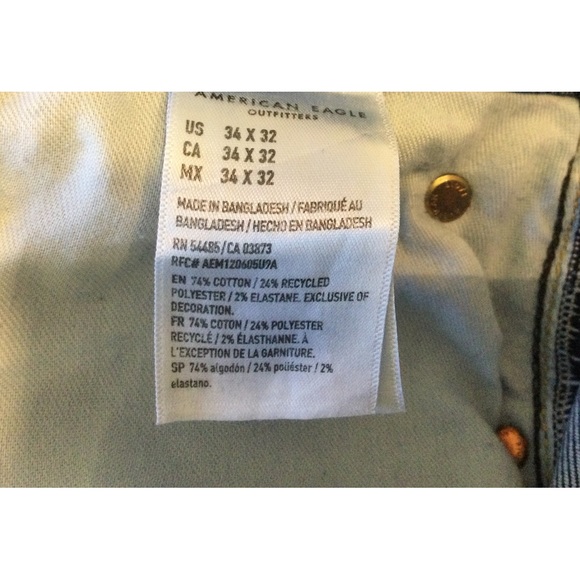 AMERICAN EAGLE
OUTFITTERS
US 34 X 32
CA 34 X 32
MX 34 X 32
MADE IN BANGLADESH / FABRIQUÉ AU
BANGLADESH / HECHO EN BANGLADESH
RN 54485 / CA 03873
RFC# AEM120605U9A
EN 74% COTTON / 24% RECYCLED
POLYESTER / 2% ELASTANE. EXCLUSIVE OF
DECORATION.
FR 74% COTON / 24% POLYESTER
RECYCLÉ / 2% ÉLASTHANNE. À
L'EXCEPTION DE LA GARNITURE.
SP 74% algodón / 24% poliéster / 2%
elastano.